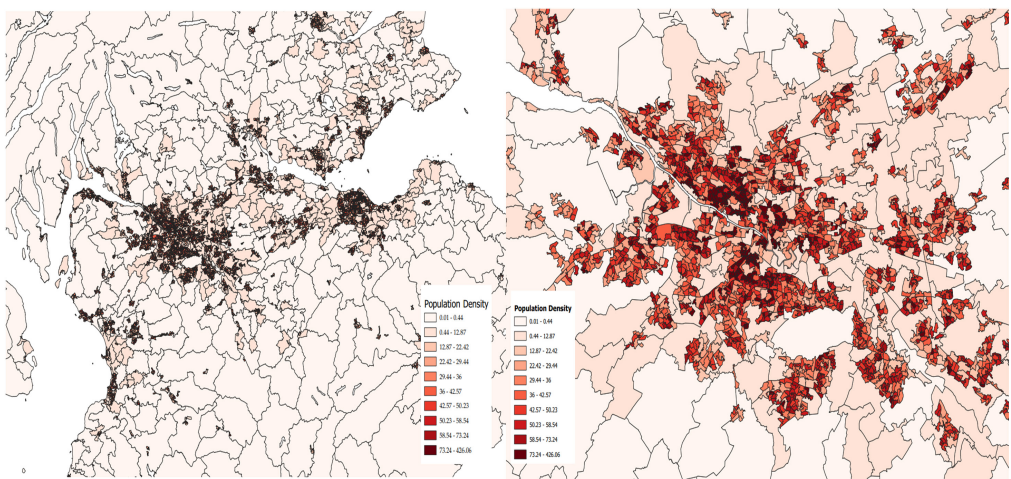 Population Density
0.01 - 0.44
0.44 - 12.87
12.87 - 22.42
22.42 - 29.44
29.44 - 36
36 - 42.57
42.57 - 50.23
50.23 - 58.54
58.54 - 73.24
73.24 - 426.06
Population Density
0.01 - 0.44
0.44 - 12.87
12.87 - 22.42
22.42 - 29.44
29.44 - 36
36 - 42.57
42.57 - 50.23
50.23 - 58.54
58.54 - 73.24
73.24 - 426.06